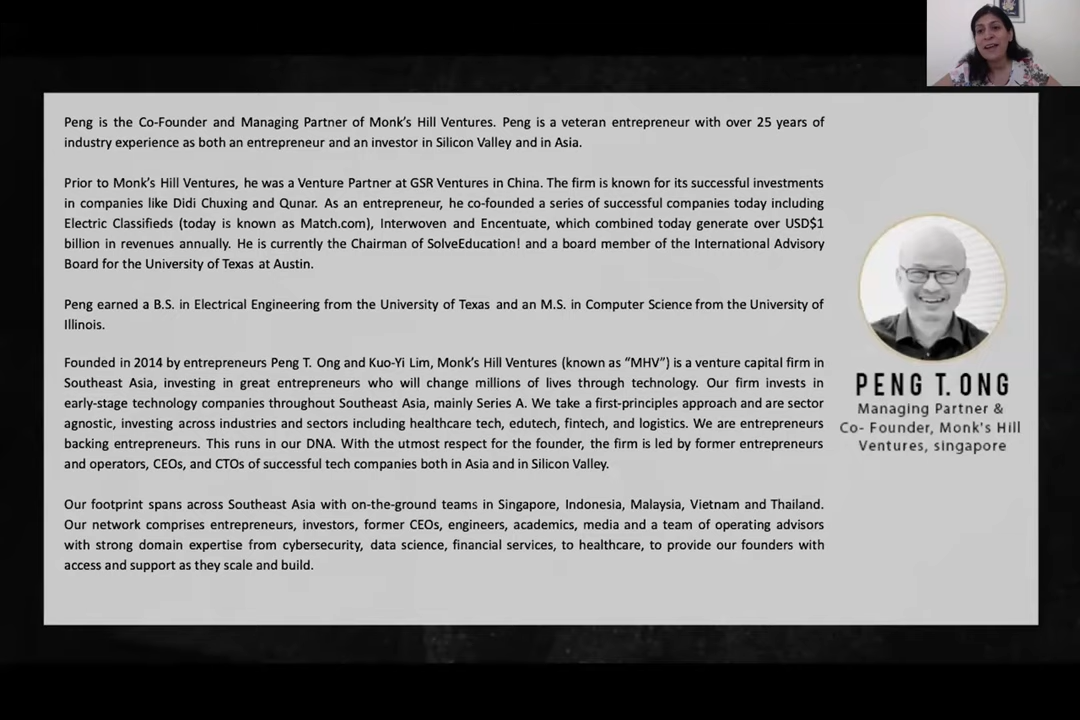 Peng is the Co-Founder and Managing Partner of Monk's Hill Ventures. Peng is a veteran entrepreneur with over 25 years of
industry experience as both an entrepreneur and an investor in Silicon Valley and in Asia.
Prior to Monk's Hill Ventures, he was a Venture Partner at GSR Ventures in China. The firm is known for its successful investments
in companies like Didi Chuxing and Qunar. As an entrepreneur, he co-founded a series of successful companies today including
Electric Classifieds (today is known as Match.com), Interwoven and Encentuate, which combined today generate over USD$1
billion in revenues annually. He is currently the Chairman of SolveEducation! and a board member of the International Advisory
Board for the University of Texas at Austin.
Peng earned a B.S. in Electrical Engineering from the University of Texas and an M.S. in Computer Science from the University of
Illinois.
Founded in 2014 by entrepreneurs Peng T. Ong and Kuo-Yi Lim, Monk's Hill Ventures (known as “MHV”) is a venture capital firm in
Southeast Asia, investing in great entrepreneurs who will change millions of lives through technology. Our firm invests in
early-stage technology companies throughout Southeast Asia, mainly Series A. We take a first-principles approach and are sector
agnostic, investing across industries and sectors including healthcare tech, edutech, fintech, and logistics. We are entrepreneurs
backing entrepreneurs. This runs in our DNA. With the utmost respect for the founder, the firm is led by former entrepreneurs
and operators, CEOs, and CTOs of successful tech companies both in Asia and in Silicon Valley.
Our footprint spans across Southeast Asia with on-the-ground teams in Singapore, Indonesia, Malaysia, Vietnam and Thailand.
Our network comprises entrepreneurs, investors, former CEOs, engineers, academics, media and a team of operating advisors
with strong domain expertise from cybersecurity, data science, financial services, to healthcare, to provide our founders with
access and support as they scale and build.
PENG T. ONG
Managing Partner &
Co- Founder, Monk's Hill
Ventures, singapore